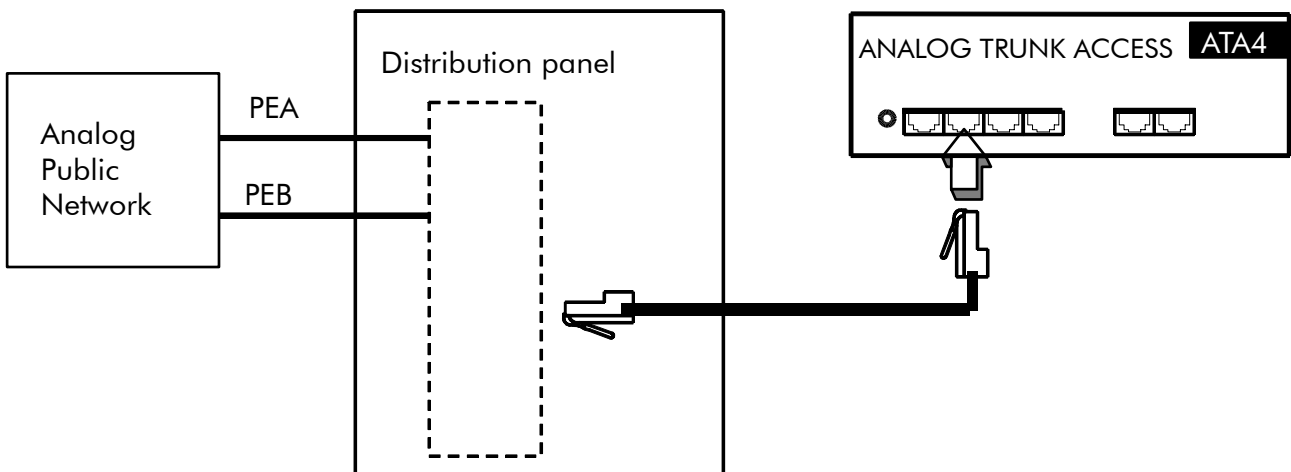 Analog
Public
Network
PEA
PEB
Distribution panel
ANALOG TRUNK ACCESS ATA4